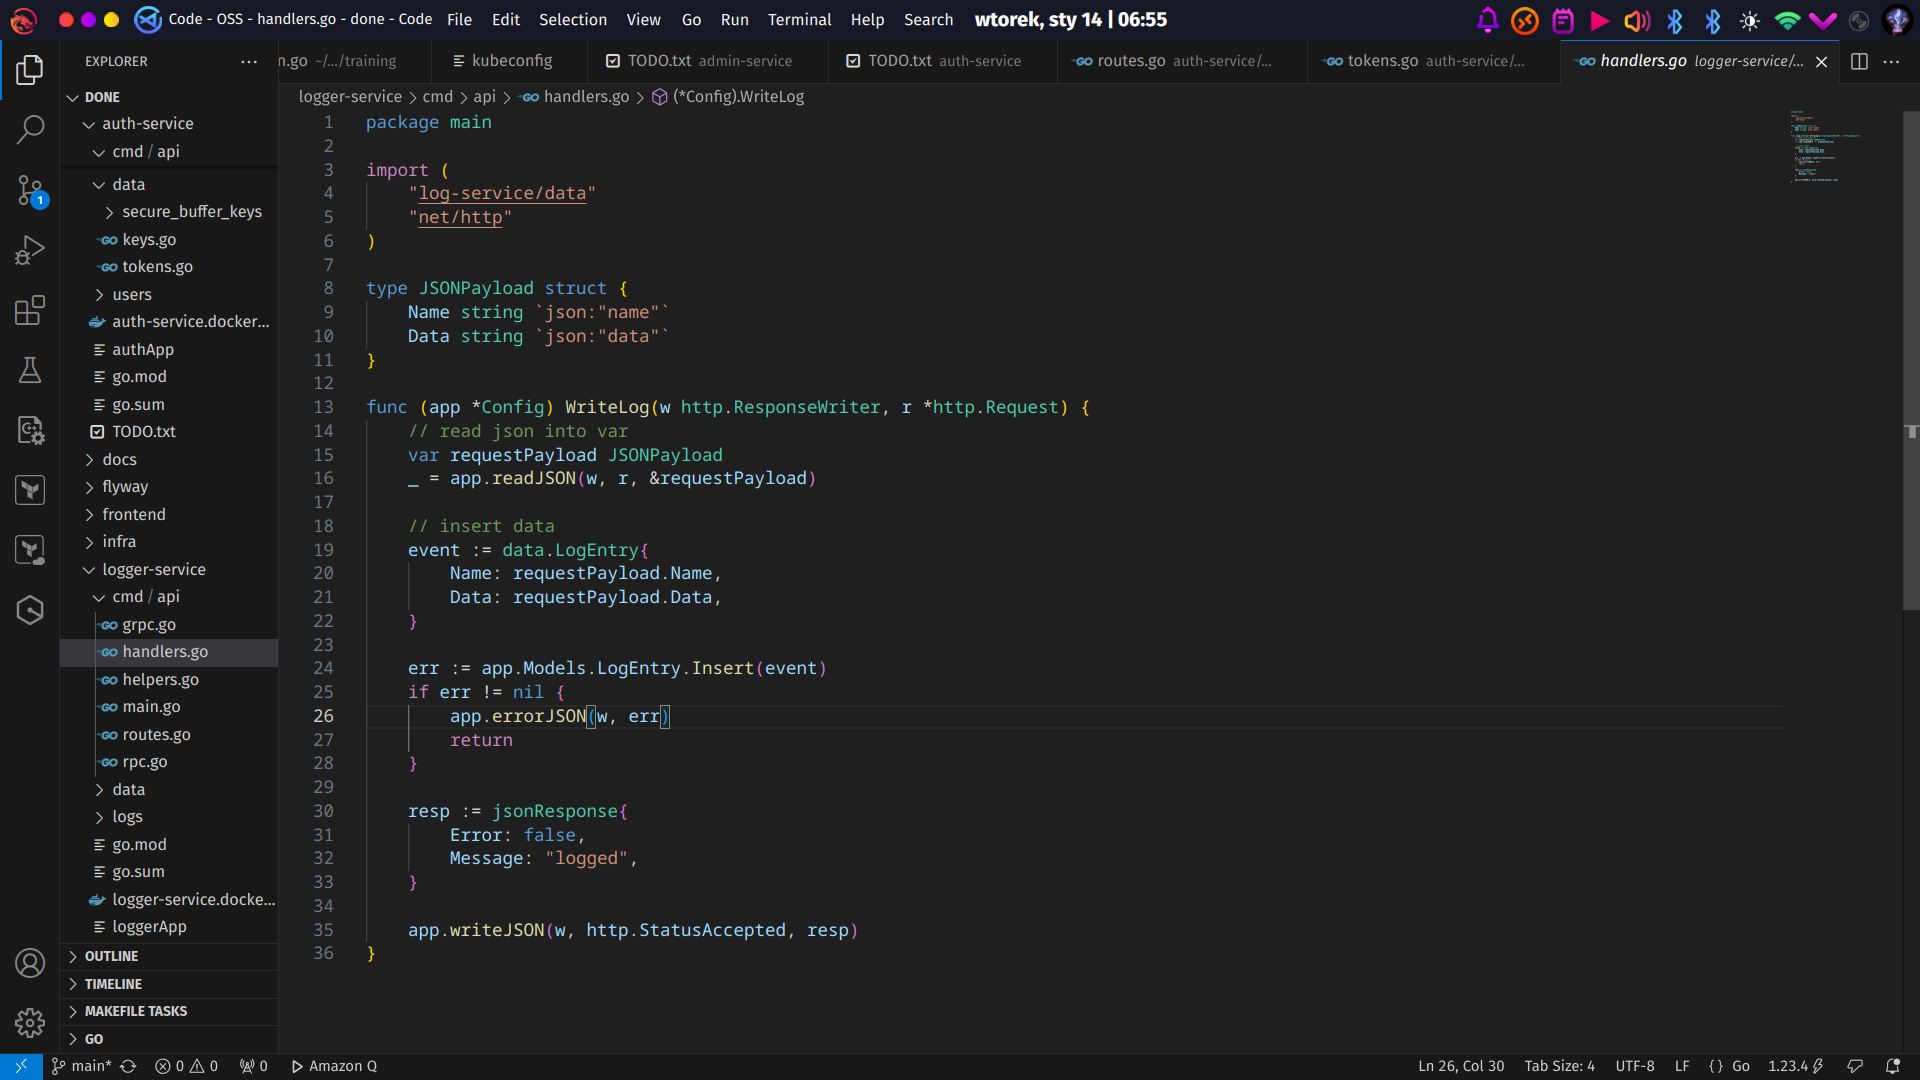 Code - OSS - handlers.go - done - Code File Edit Selection View Go Run Terminal Help Search wtorek, sty 14 | 06:55
EXPLORER
n.go ~/.../training kubeconfig TODO.txt admin-service TODO.txt auth-service routes.go auth-service/... tokens.go auth-service/... handlers.go logger-service/...
logger-service > cmd > api > handlers.go > (*Config).WriteLog
DONE
auth-service
cmd / api
data
secure_buffer_keys
keys.go
tokens.go
users
auth-service.docker...
authApp
go.mod
go.sum
TODO.txt
docs
flyway
frontend
infra
logger-service
cmd / api
grpc.go
handlers.go
helpers.go
main.go
routes.go
rpc.go
data
logs
go.mod
go.sum
logger-service.docke...
loggerApp
OUTLINE
TIMELINE
MAKEFILE TASKS
GO
1
1 package main
2
3 import (
4 "log-service/data"
5 "net/http"
6 )
7
8 type JSONPayload struct {
9 Name string `json:"name"`
10 Data string `json:"data"`
11 }
12
13 func (app *Config) WriteLog(w http.ResponseWriter, r *http.Request) {
14 // read json into var
15 var requestPayload JSONPayload
16 _ = app.readJSON(w, r, &requestPayload)
17
18 // insert data
19 event := data.LogEntry{
20 Name: requestPayload.Name,
21 Data: requestPayload.Data,
22 }
23
24 err := app.Models.LogEntry.Insert(event)
25 if err != nil {
26 app.errorJSON(w, err)
27 return
28 }
29
30 resp := jsonResponse{
31 Error: false,
32 Message: "logged",
33 }
34
35 app.writeJSON(w, http.StatusAccepted, resp)
36 }
main* 0 0 0 Amazon Q Ln 26, Col 30 Tab Size: 4 UTF-8 LF {} Go 1.23.4